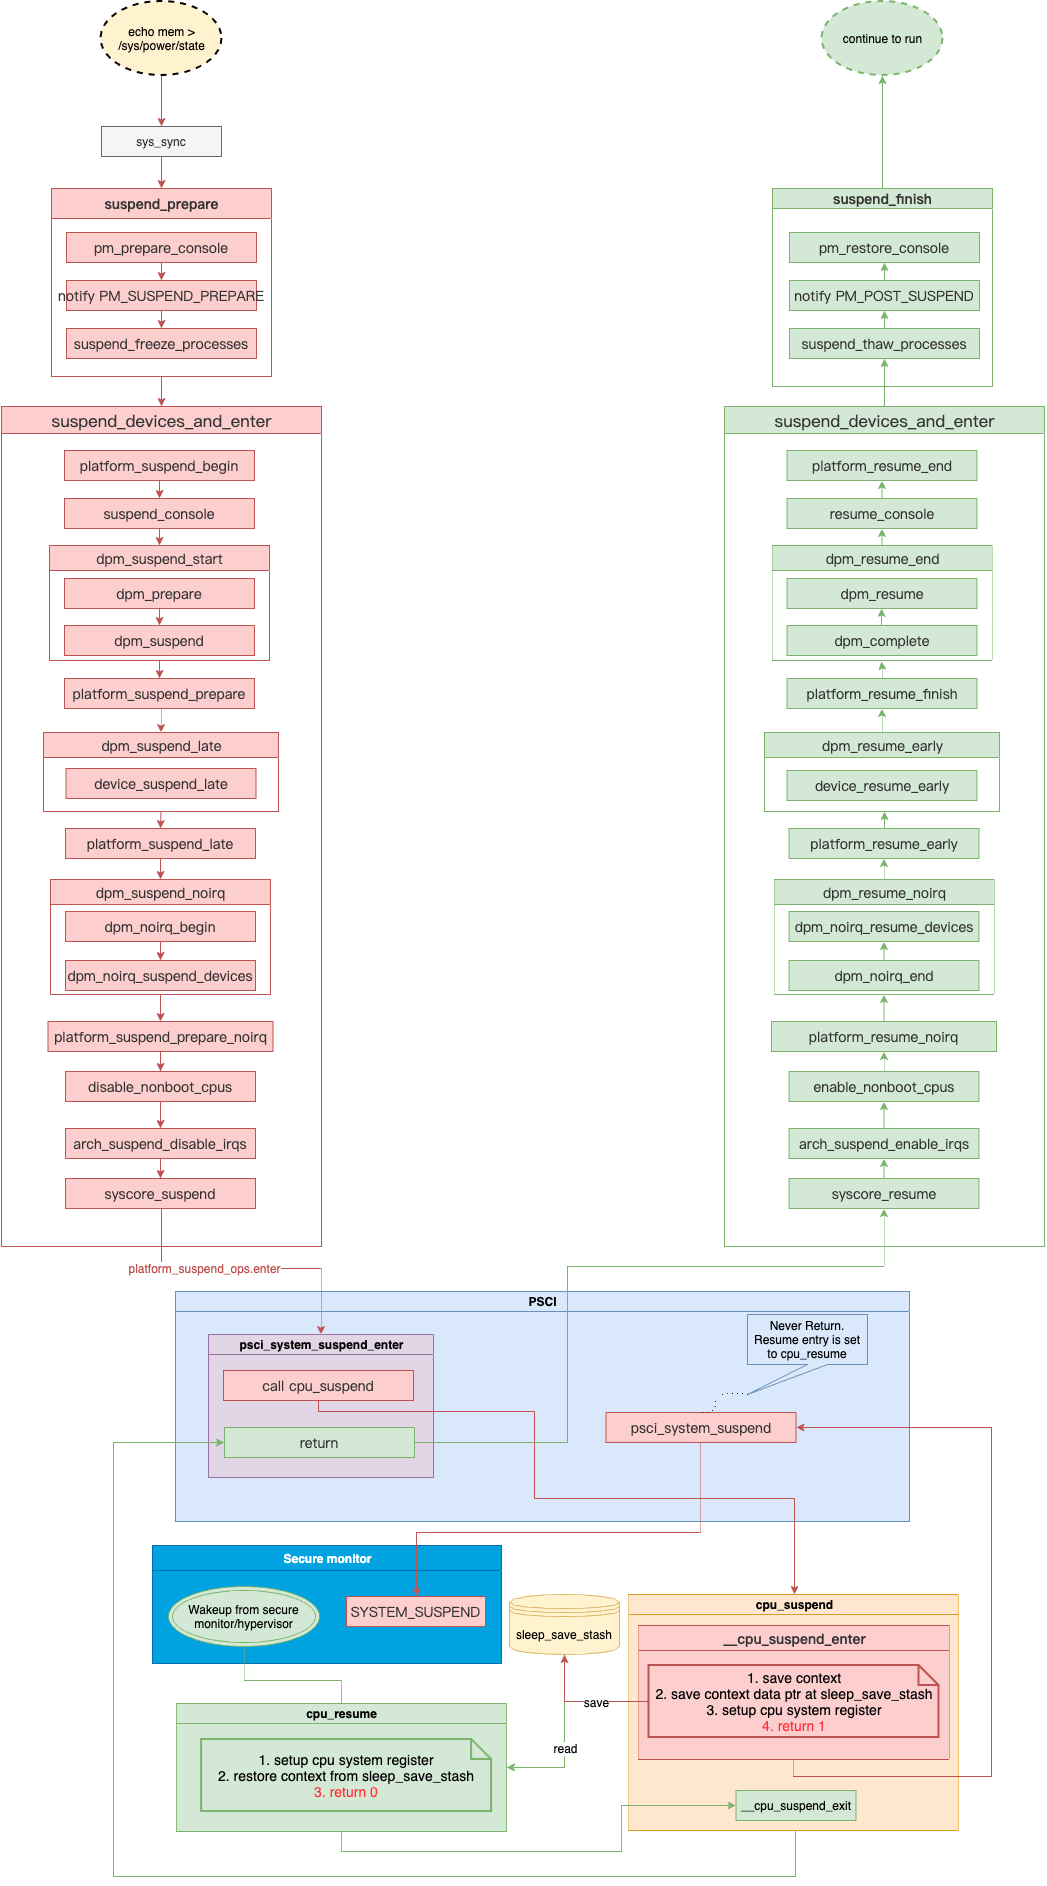 echo mem >
/sys/power/state
sys_sync
suspend_prepare
pm_prepare_console
notify PM_SUSPEND_PREPARE
suspend_freeze_processes
suspend_devices_and_enter
platform_suspend_begin
suspend_console
dpm_suspend_start
dpm_prepare
dpm_suspend
platform_suspend_prepare
dpm_suspend_late
device_suspend_late
platform_suspend_late
dpm_suspend_noirq
dpm_noirq_begin
dpm_noirq_suspend_devices
platform_suspend_prepare_noirq
disable_nonboot_cpus
arch_suspend_disable_irqs
syscore_suspend
platform_suspend_ops.enter
continue to run
suspend_finish
pm_restore_console
notify PM_POST_SUSPEND
suspend_thaw_processes
suspend_devices_and_enter
platform_resume_end
resume_console
dpm_resume_end
dpm_resume
dpm_complete
platform_resume_finish
dpm_resume_early
device_resume_early
platform_resume_early
dpm_resume_noirq
dpm_noirq_resume_devices
dpm_noirq_end
platform_resume_noirq
enable_nonboot_cpus
arch_suspend_enable_irqs
syscore_resume
PSCI
psci_system_suspend_enter
call cpu_suspend
return
Never Return.
Resume entry is set
to cpu_resume
psci_system_suspend
Secure monitor
Wakeup from secure
monitor/hypervisor
SYSTEM_SUSPEND
sleep_save_stash
cpu_suspend
__cpu_suspend_enter
1. save context
2. save context data ptr at sleep_save_stash
3. setup cpu system register
4. return 1
save
read
cpu_resume
1. setup cpu system register
2. restore context from sleep_save_stash
3. return 0
__cpu_suspend_exit